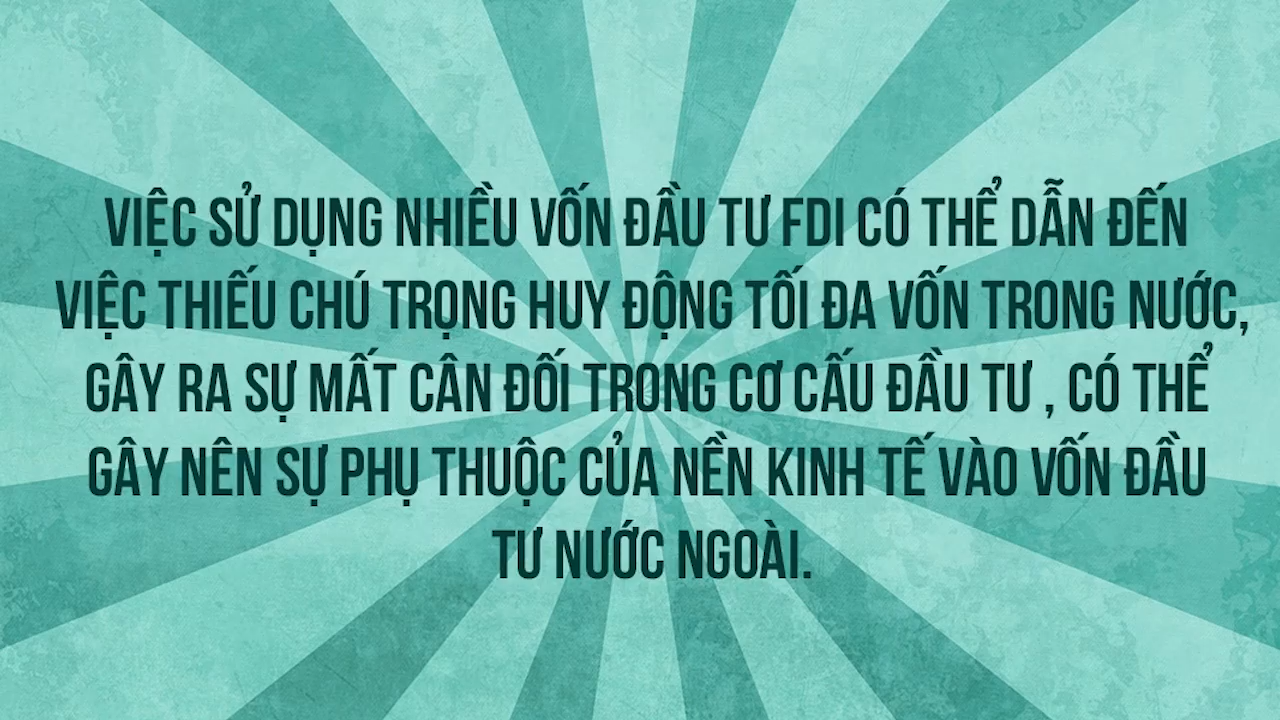 VIỆC SỬ DỤNG NHIỀU VỐN ĐẦU TƯ FDI CÓ THỂ DẪN ĐẾN
VIỆC THIẾU CHÚ TRỌNG HUY ĐỘNG TỐI ĐA VỐN TRONG NƯỚC,
GÂY RA SỰ MẤT CÂN ĐỐI TRONG CƠ CẤU ĐẦU TƯ , CÓ THỂ
GÂY NÊN SỰ PHỤ THUỘC CỦA NỀN KINH TẾ VÀO VỐN ĐẦU
TƯ NƯỚC NGOÀI.